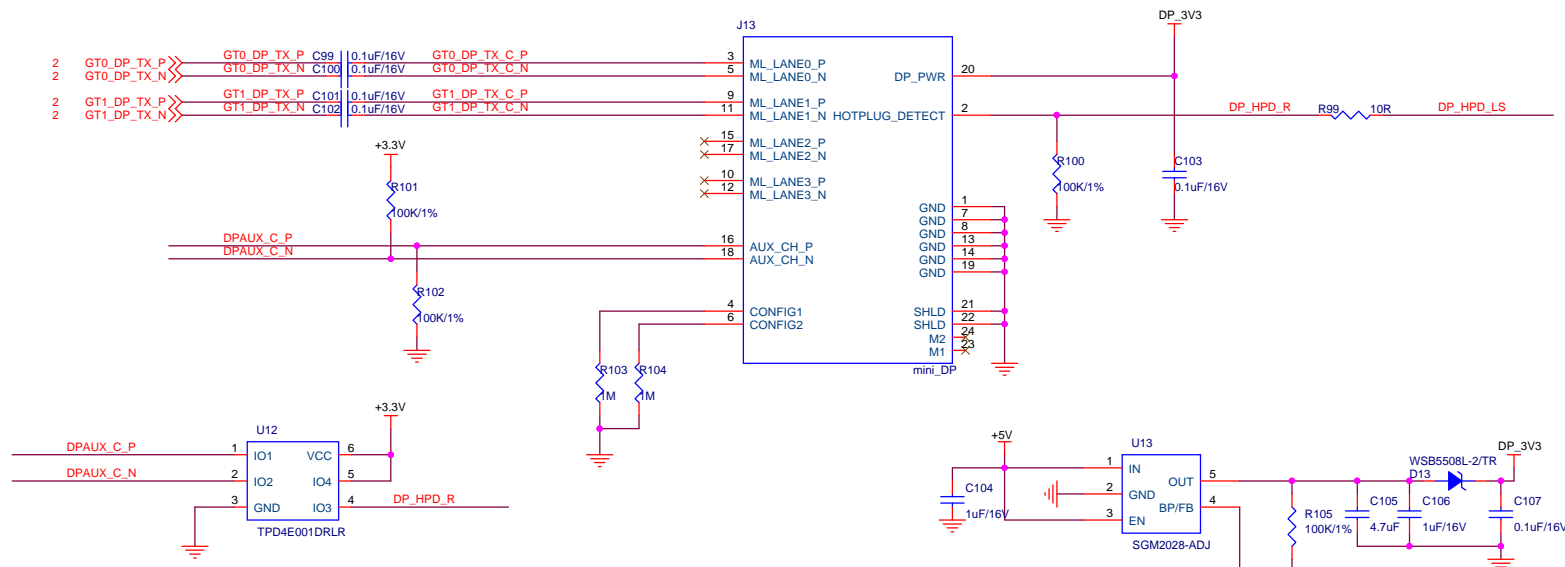 DP_3V3
J13
2 GT0_DP_TX_P GT0_DP_TX_P C99 0.1uF/16V GT0_DP_TX_C_P 3 ML_LANE0_P
2 GT0_DP_TX_N GT0_DP_TX_N C100 0.1uF/16V GT0_DP_TX_C_N 5 ML_LANE0_N DP_PWR 20
2 GT1_DP_TX_P GT1_DP_TX_P C101 0.1uF/16V GT1_DP_TX_C_P 9 ML_LANE1_P
2 GT1_DP_TX_N GT1_DP_TX_N C102 0.1uF/16V GT1_DP_TX_C_N 11 ML_LANE1_N HOTPLUG_DETECT 2 DP_HPD_R R99 10R DP_HPD_LS
15 ML_LANE2_P
17 ML_LANE2_N
+3.3V
R100
100K/1%
C103
0.1uF/16V
10 ML_LANE3_P
12 ML_LANE3_N
R101
100K/1%
GND 1
GND 7
GND 8
GND 13
GND 14
GND 19
DPAUX_C_P 16 AUX_CH_P
DPAUX_C_N 18 AUX_CH_N
R102
100K/1%
4 CONFIG1 SHLD 21
6 CONFIG2 SHLD 22
M2 24
M1 23
mini_DP
R103
1M
R104
1M
+3.3V
U12
DPAUX_C_P 1 IO1 VCC 6
DPAUX_C_N 2 IO2 IO4 5
3 GND IO3 4 DP_HPD_R
TPD4E001DRLR
+5V
U13
DP_3V3
WSB5508L-2/TR
D13
1 IN
OUT 5
2 GND
BP/FB 4
3 EN
SGM2028-ADJ
C104
1uF/16V
R105
100K/1%
C105
4.7uF
C106
1uF/16V
C107
0.1uF/16V